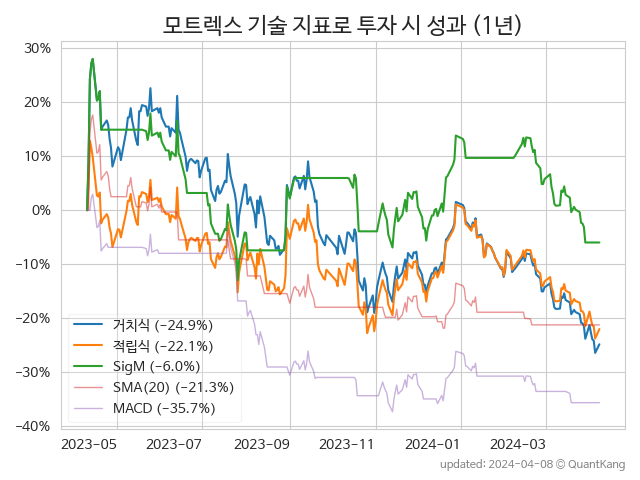 모트렉스 기술 지표로 투자 시 성과 (1년)
30%
20%
10%
0%
−10%
−20%
−30%
−40%
거치식 (−24.9%)
적립식 (−22.1%)
SigM (−6.0%)
SMA(20) (−21.3%)
MACD (−35.7%)
2023-05 2023-07 2023-09 2023-11 2024-01 2024-03
updated: 2024-04-08 ⓒ QuantKang